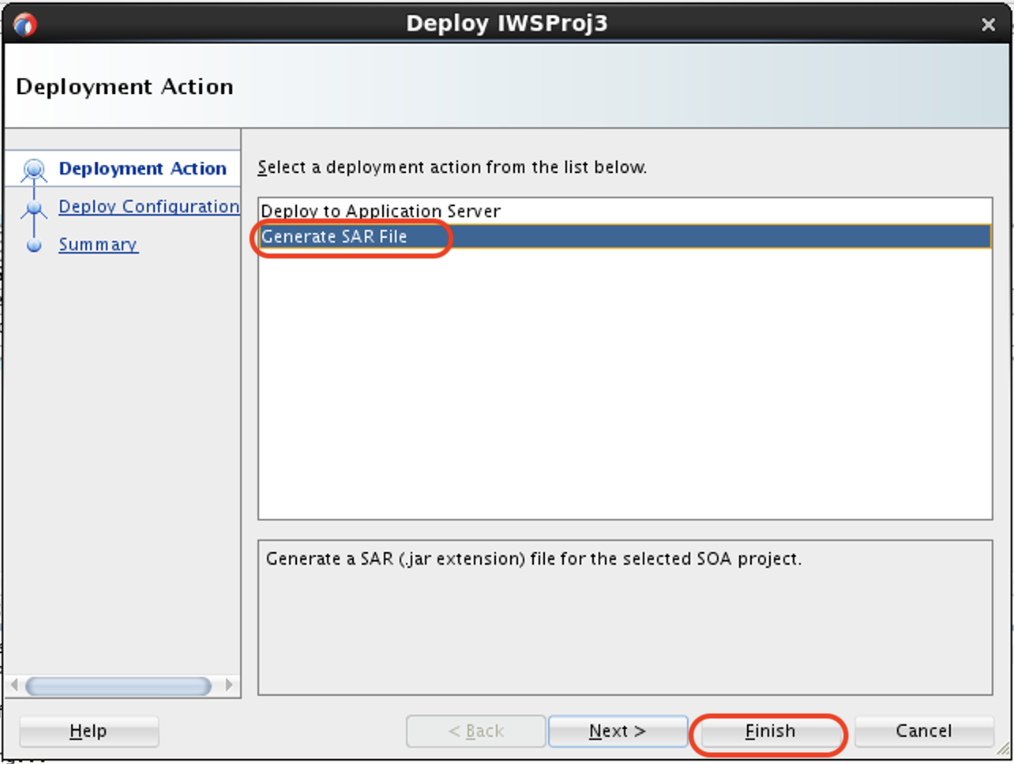 Deploy IWSProj3
Deployment Action
Deployment Action
Deploy Configuration
Summary
Select a deployment action from the list below.
Deploy to Application Server
Generate SAR File
Generate a SAR (.jar extension) file for the selected SOA project.
Help
< Back
Next >
Finish
Cancel